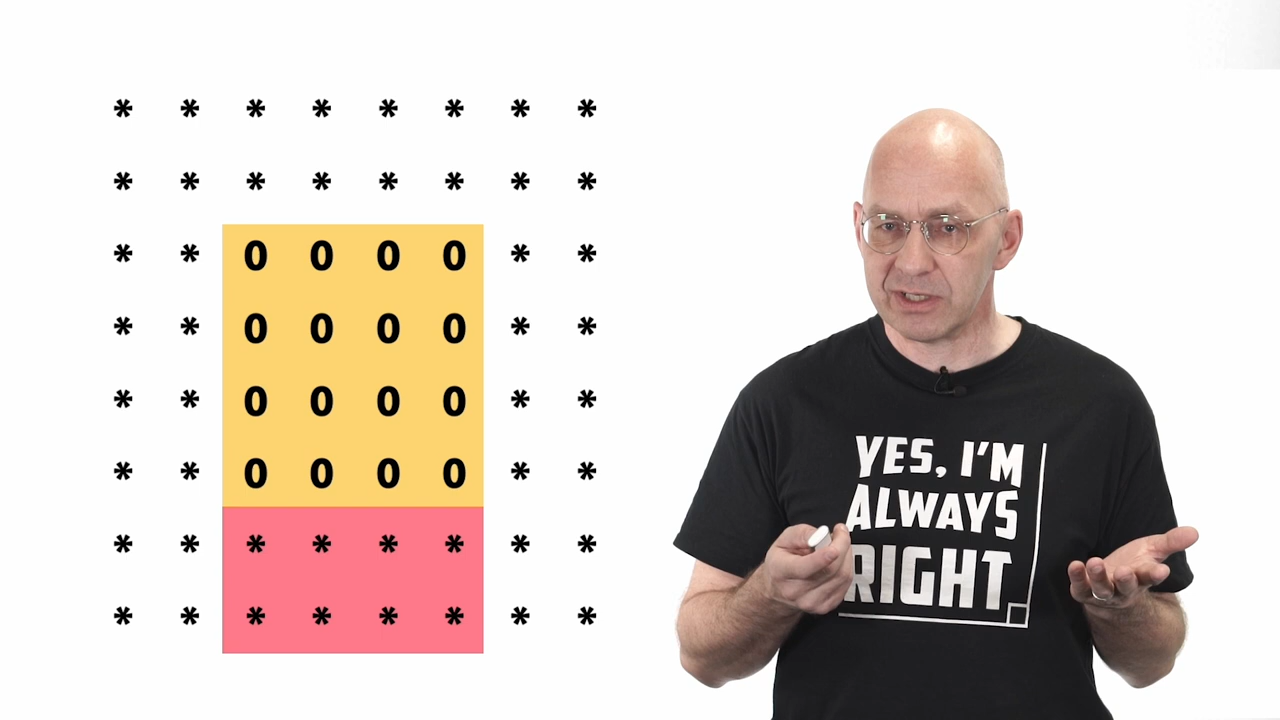 * * * * * * * *
* * * * * * * *
* * 0 0 0 0 * *
* * 0 0 0 0 * *
* * 0 0 0 0 * *
* * 0 0 0 0 * *
* * * * * * * *
* * * * * * * *
YES, I'M
ALWAYS
RIGHT